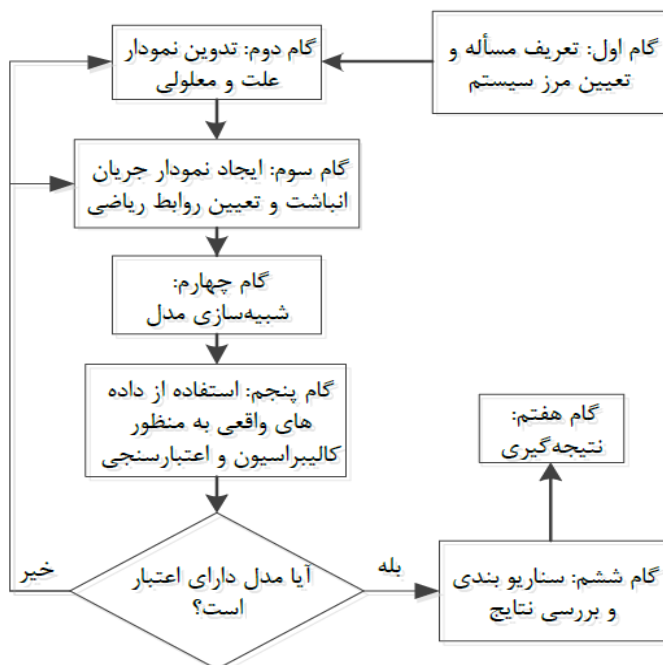 گام اول: تعریف مسأله و
تعیین مرز سیستم
گام دوم: تدوین نمودار
علت و معلولی
گام سوم: ایجاد نمودار جریان
انباشت و تعیین روابط ریاضی
گام چهارم:
شبیه‌سازی مدل
گام پنجم: استفاده از داده
های واقعی به منظور
کالیبراسیون و اعتبارسنجی
آیا مدل دارای اعتبار
است؟
خیر
بله
گام ششم: سناریو بندی
و بررسی نتایج
گام هفتم:
نتیجه‌گیری